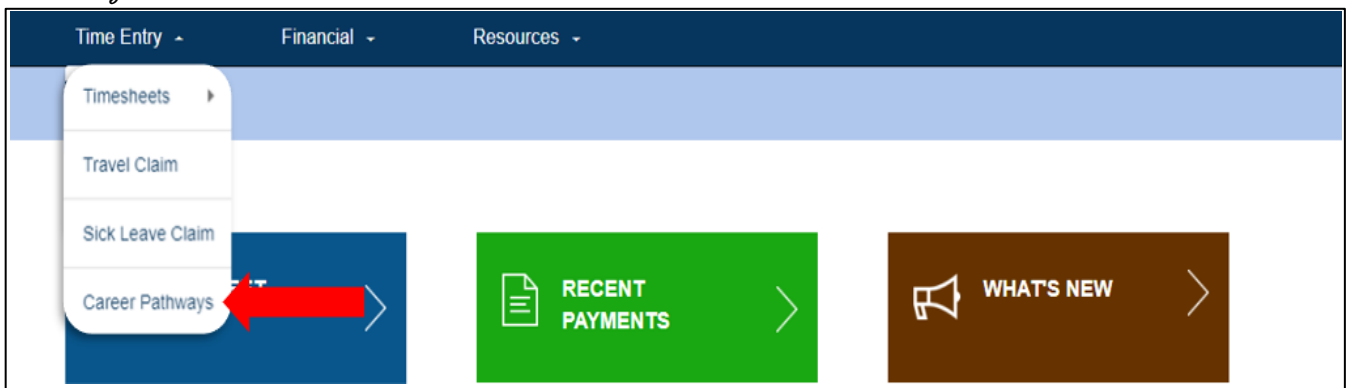 Time Entry
Financial
Resources
Timesheets
Travel Claim
Sick Leave Claim
Career Pathways
RECENT
PAYMENTS
WHAT'S NEW